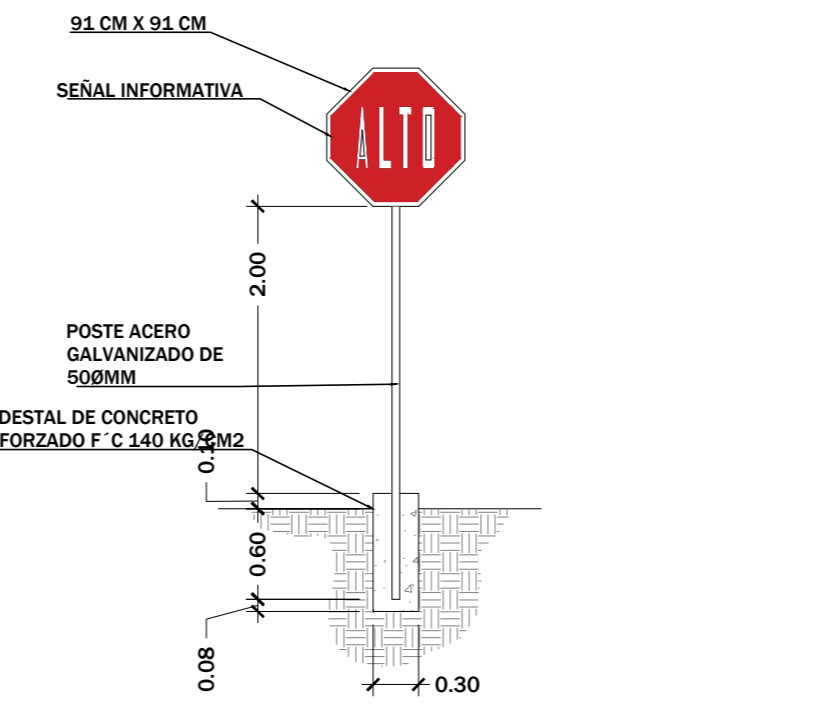 91 CM X 91 CM
SEÑAL INFORMATIVA
ALTO
2.00
POSTE ACERO
GALVANIZADO DE
50ØMM
DESTAL DE CONCRETO
FORZADO F´C 140 KG/CM2
0.10
0.60
0.08
0.30